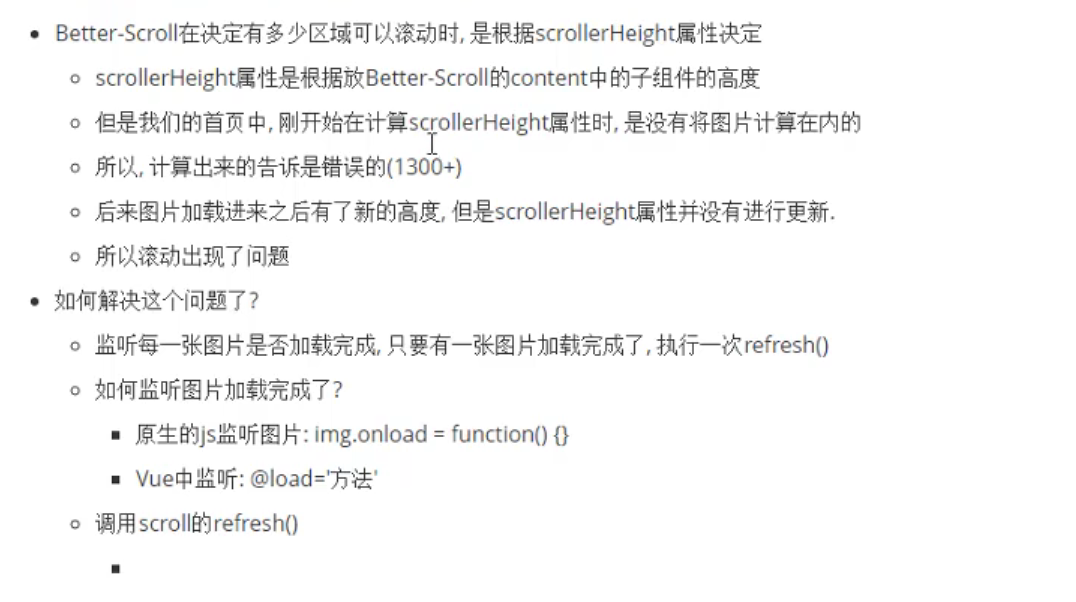 Better-Scroll在决定有多少区域可以滚动时, 是根据scrollerHeight属性决定
scrollerHeight属性是根据放Better-Scroll的content中的子组件的高度
但是我们的首页中, 刚开始在计算scrollerHeight属性时, 是没有将图片计算在内的
所以, 计算出来的告诉是错误的(1300+)
后来图片加载进来之后有了新的高度, 但是scrollerHeight属性并没有进行更新.
所以滚动出现了问题
如何解决这个问题了?
监听每一张图片是否加载完成, 只要有一张图片加载完成了, 执行一次refresh()
如何监听图片加载完成了?
原生的js监听图片: img.onload = function() {}
Vue中监听: @load='方法'
调用scroll的refresh()